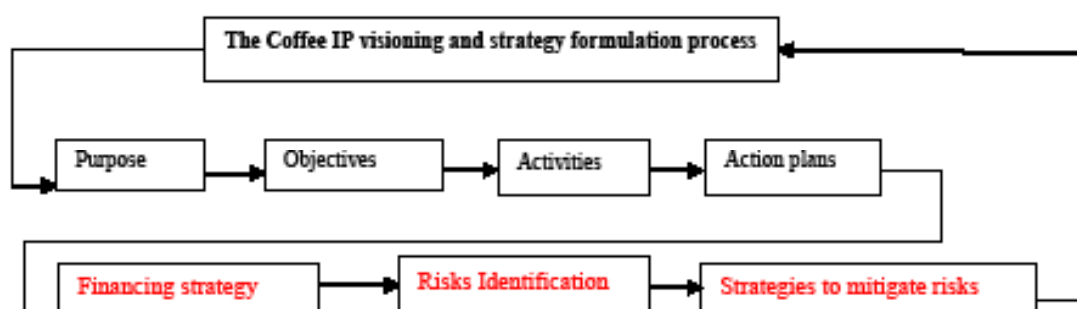 The Coffee IP visioning and strategy formulation process
Purpose
Objectives
Activities
Action plans
Financing strategy
Risks Identification
Strategies to mitigate risks